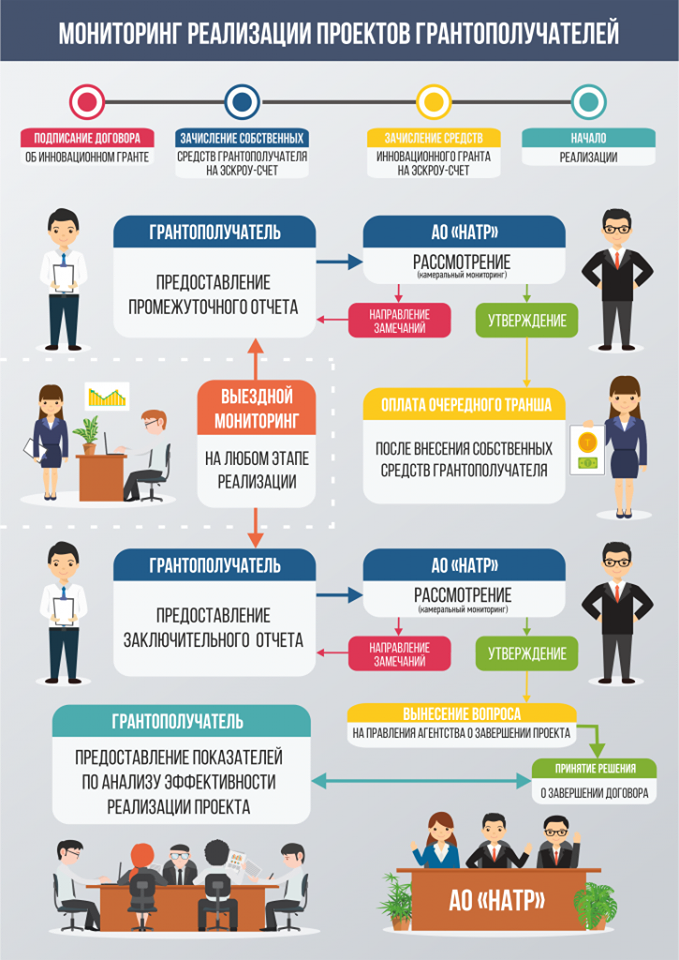 МОНИТОРИНГ РЕАЛИЗАЦИИ ПРОЕКТОВ ГРАНТОПОЛУЧАТЕЛЕЙ
ПОДПИСАНИЕ ДОГОВОРА
ОБ ИННОВАЦИОННОМ ГРАНТЕ
ЗАЧИСЛЕНИЕ СОБСТВЕННЫХ
СРЕДСТВ ГРАНТОПОЛУЧАТЕЛЯ
НА ЭСКРОУ-СЧЕТ
ЗАЧИСЛЕНИЕ СРЕДСТВ
ИННОВАЦИОННОГО ГРАНТА
НА ЭСКРОУ-СЧЕТ
НАЧАЛО
РЕАЛИЗАЦИИ
ГРАНТОПОЛУЧАТЕЛЬ
ПРЕДОСТАВЛЕНИЕ
ПРОМЕЖУТОЧНОГО ОТЧЕТА
АО «НАТР»
РАССМОТРЕНИЕ
(камеральный мониторинг)
НАПРАВЛЕНИЕ
ЗАМЕЧАНИЙ
УТВЕРЖДЕНИЕ
ВЫЕЗДНОЙ
МОНИТОРИНГ
НА ЛЮБОМ ЭТАПЕ
РЕАЛИЗАЦИИ
ОПЛАТА ОЧЕРЕДНОГО ТРАНША
ПОСЛЕ ВНЕСЕНИЯ СОБСТВЕННЫХ
СРЕДСТВ ГРАНТОПОЛУЧАТЕЛЯ
ГРАНТОПОЛУЧАТЕЛЬ
ПРЕДОСТАВЛЕНИЕ
ЗАКЛЮЧИТЕЛЬНОГО ОТЧЕТА
АО «НАТР»
РАССМОТРЕНИЕ
(камеральный мониторинг)
НАПРАВЛЕНИЕ
ЗАМЕЧАНИЙ
УТВЕРЖДЕНИЕ
ВЫНЕСЕНИЕ ВОПРОСА
НА ПРАВЛЕНИЯ АГЕНТСТВА О ЗАВЕРШЕНИИ ПРОЕКТА
ГРАНТОПОЛУЧАТЕЛЬ
ПРЕДОСТАВЛЕНИЕ ПОКАЗАТЕЛЕЙ
ПО АНАЛИЗУ ЭФФЕКТИВНОСТИ
РЕАЛИЗАЦИИ ПРОЕКТА
ПРИНЯТИЕ РЕШЕНИЯ
О ЗАВЕРШЕНИИ ДОГОВОРА
АО «НАТР»